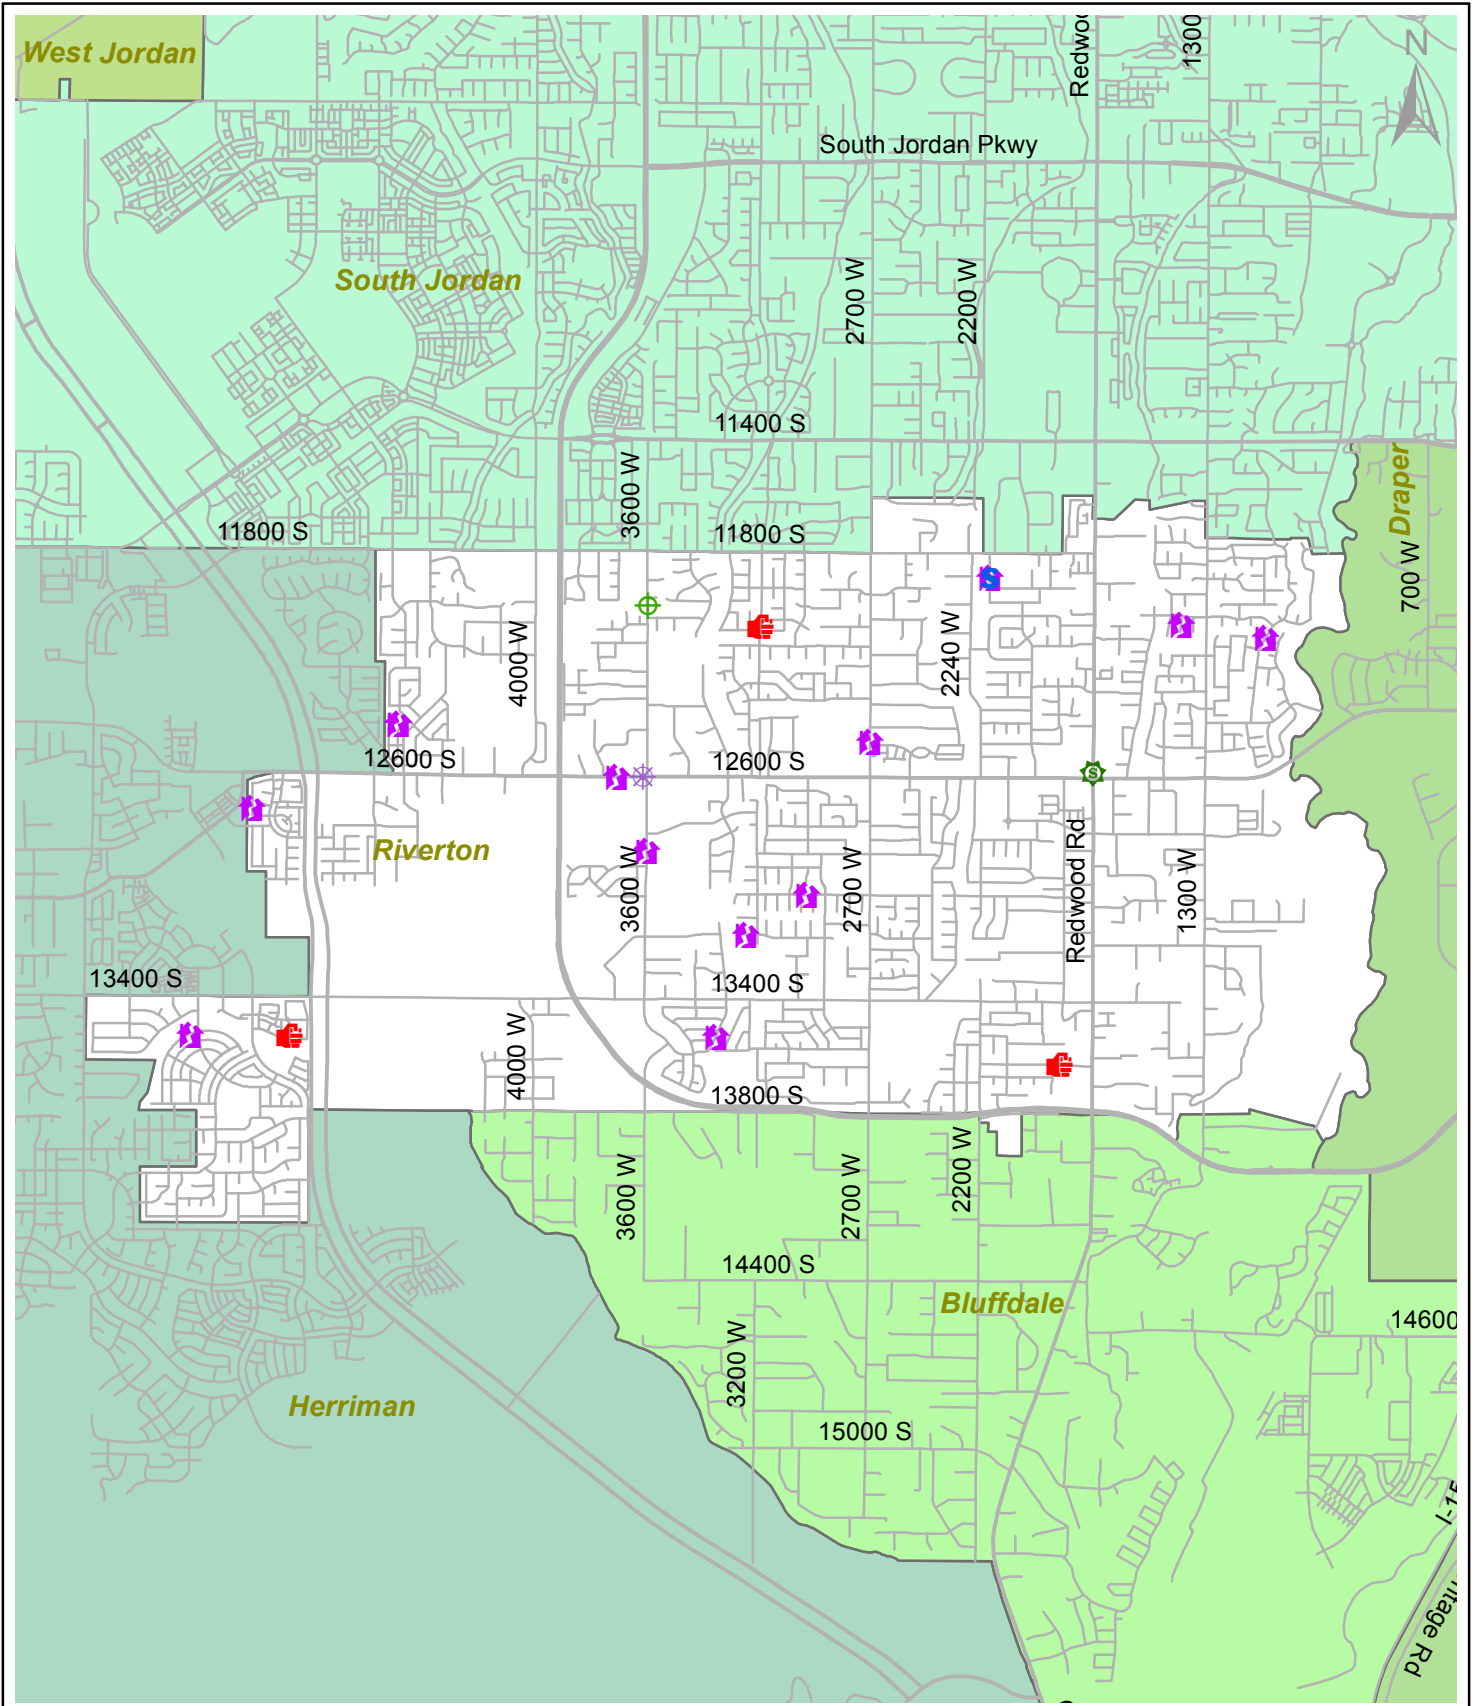 West Jordan
Redwoo
1300
N
South Jordan Pkwy
South Jordan
2700 W
2200 W
11400 S
3600 W
Draper
11800 S
11800 S
700 W
S
4000 W
2240 W
12600 S
12600 S
S
Riverton
3600 W
2700 W
Redwood Rd
1300 W
13400 S
13400 S
4000 W
13800 S
3600 W
2700 W
2200 W
14400 S
Bluffdale
14600
3200 W
Herriman
15000 S
I-15
ntage Rd